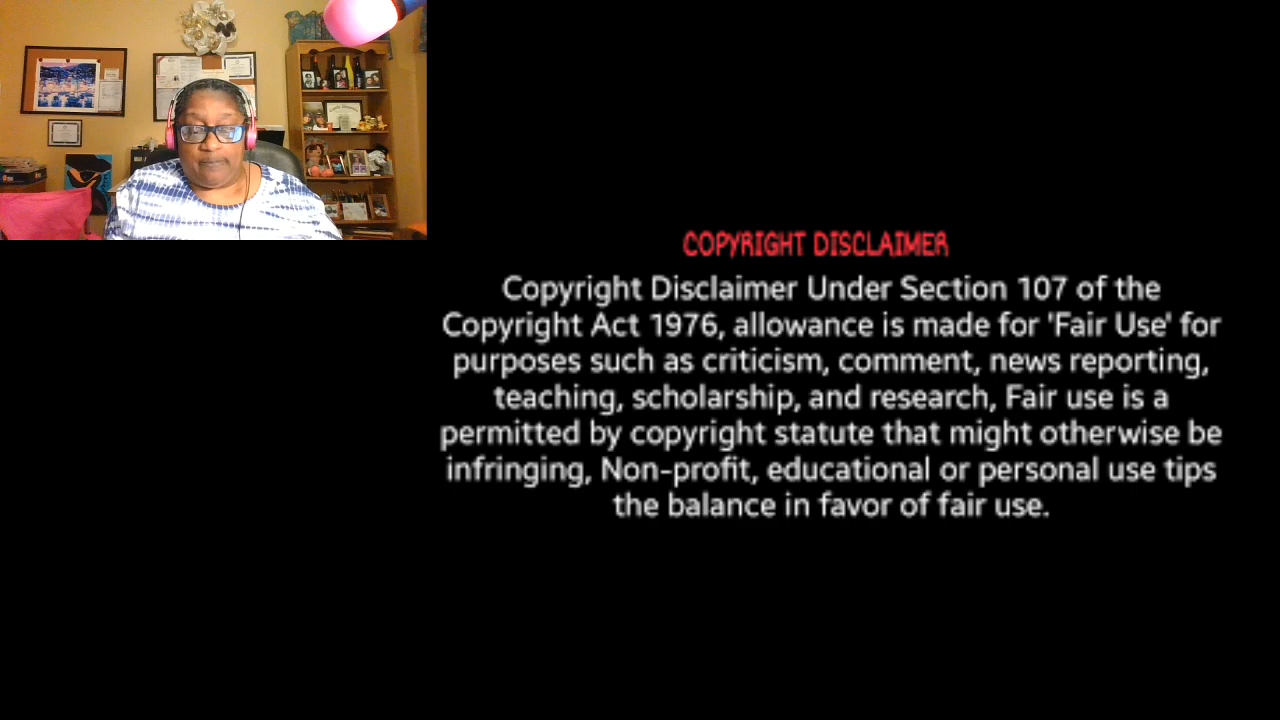 COPYRIGHT DISCLAIMER
Copyright Disclaimer Under Section 107 of the
Copyright Act 1976, allowance is made for 'Fair Use' for
purposes such as criticism, comment, news reporting,
teaching, scholarship, and research, Fair use is a
permitted by copyright statute that might otherwise be
infringing, Non-profit, educational or personal use tips
the balance in favor of fair use.